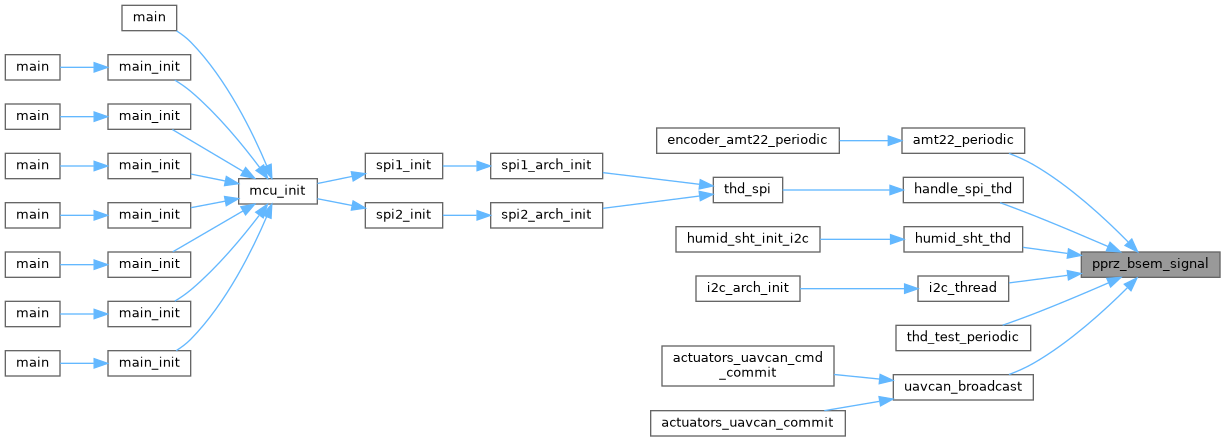 main
main
main_init
main
main_init
main
main_init
main
main_init
main
main_init
main
main_init
main
main_init
mcu_init
spi1_init
spi2_init
spi1_arch_init
spi2_arch_init
thd_spi
encoder_amt22_periodic
amt22_periodic
handle_spi_thd
humid_sht_init_i2c
humid_sht_thd
i2c_arch_init
i2c_thread
thd_test_periodic
actuators_uavcan_cmd
_commit
actuators_uavcan_commit
uavcan_broadcast
pprz_bsem_signal